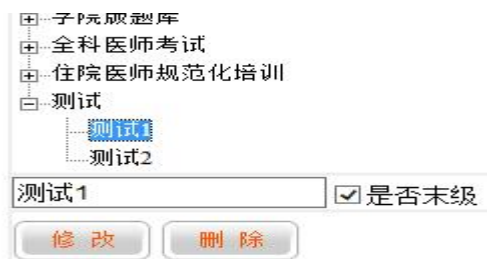 学院版题库
全科医师考试
住院医师规范化培训
测试
测试1
测试2
测试1 是否末级
修 改 删 除